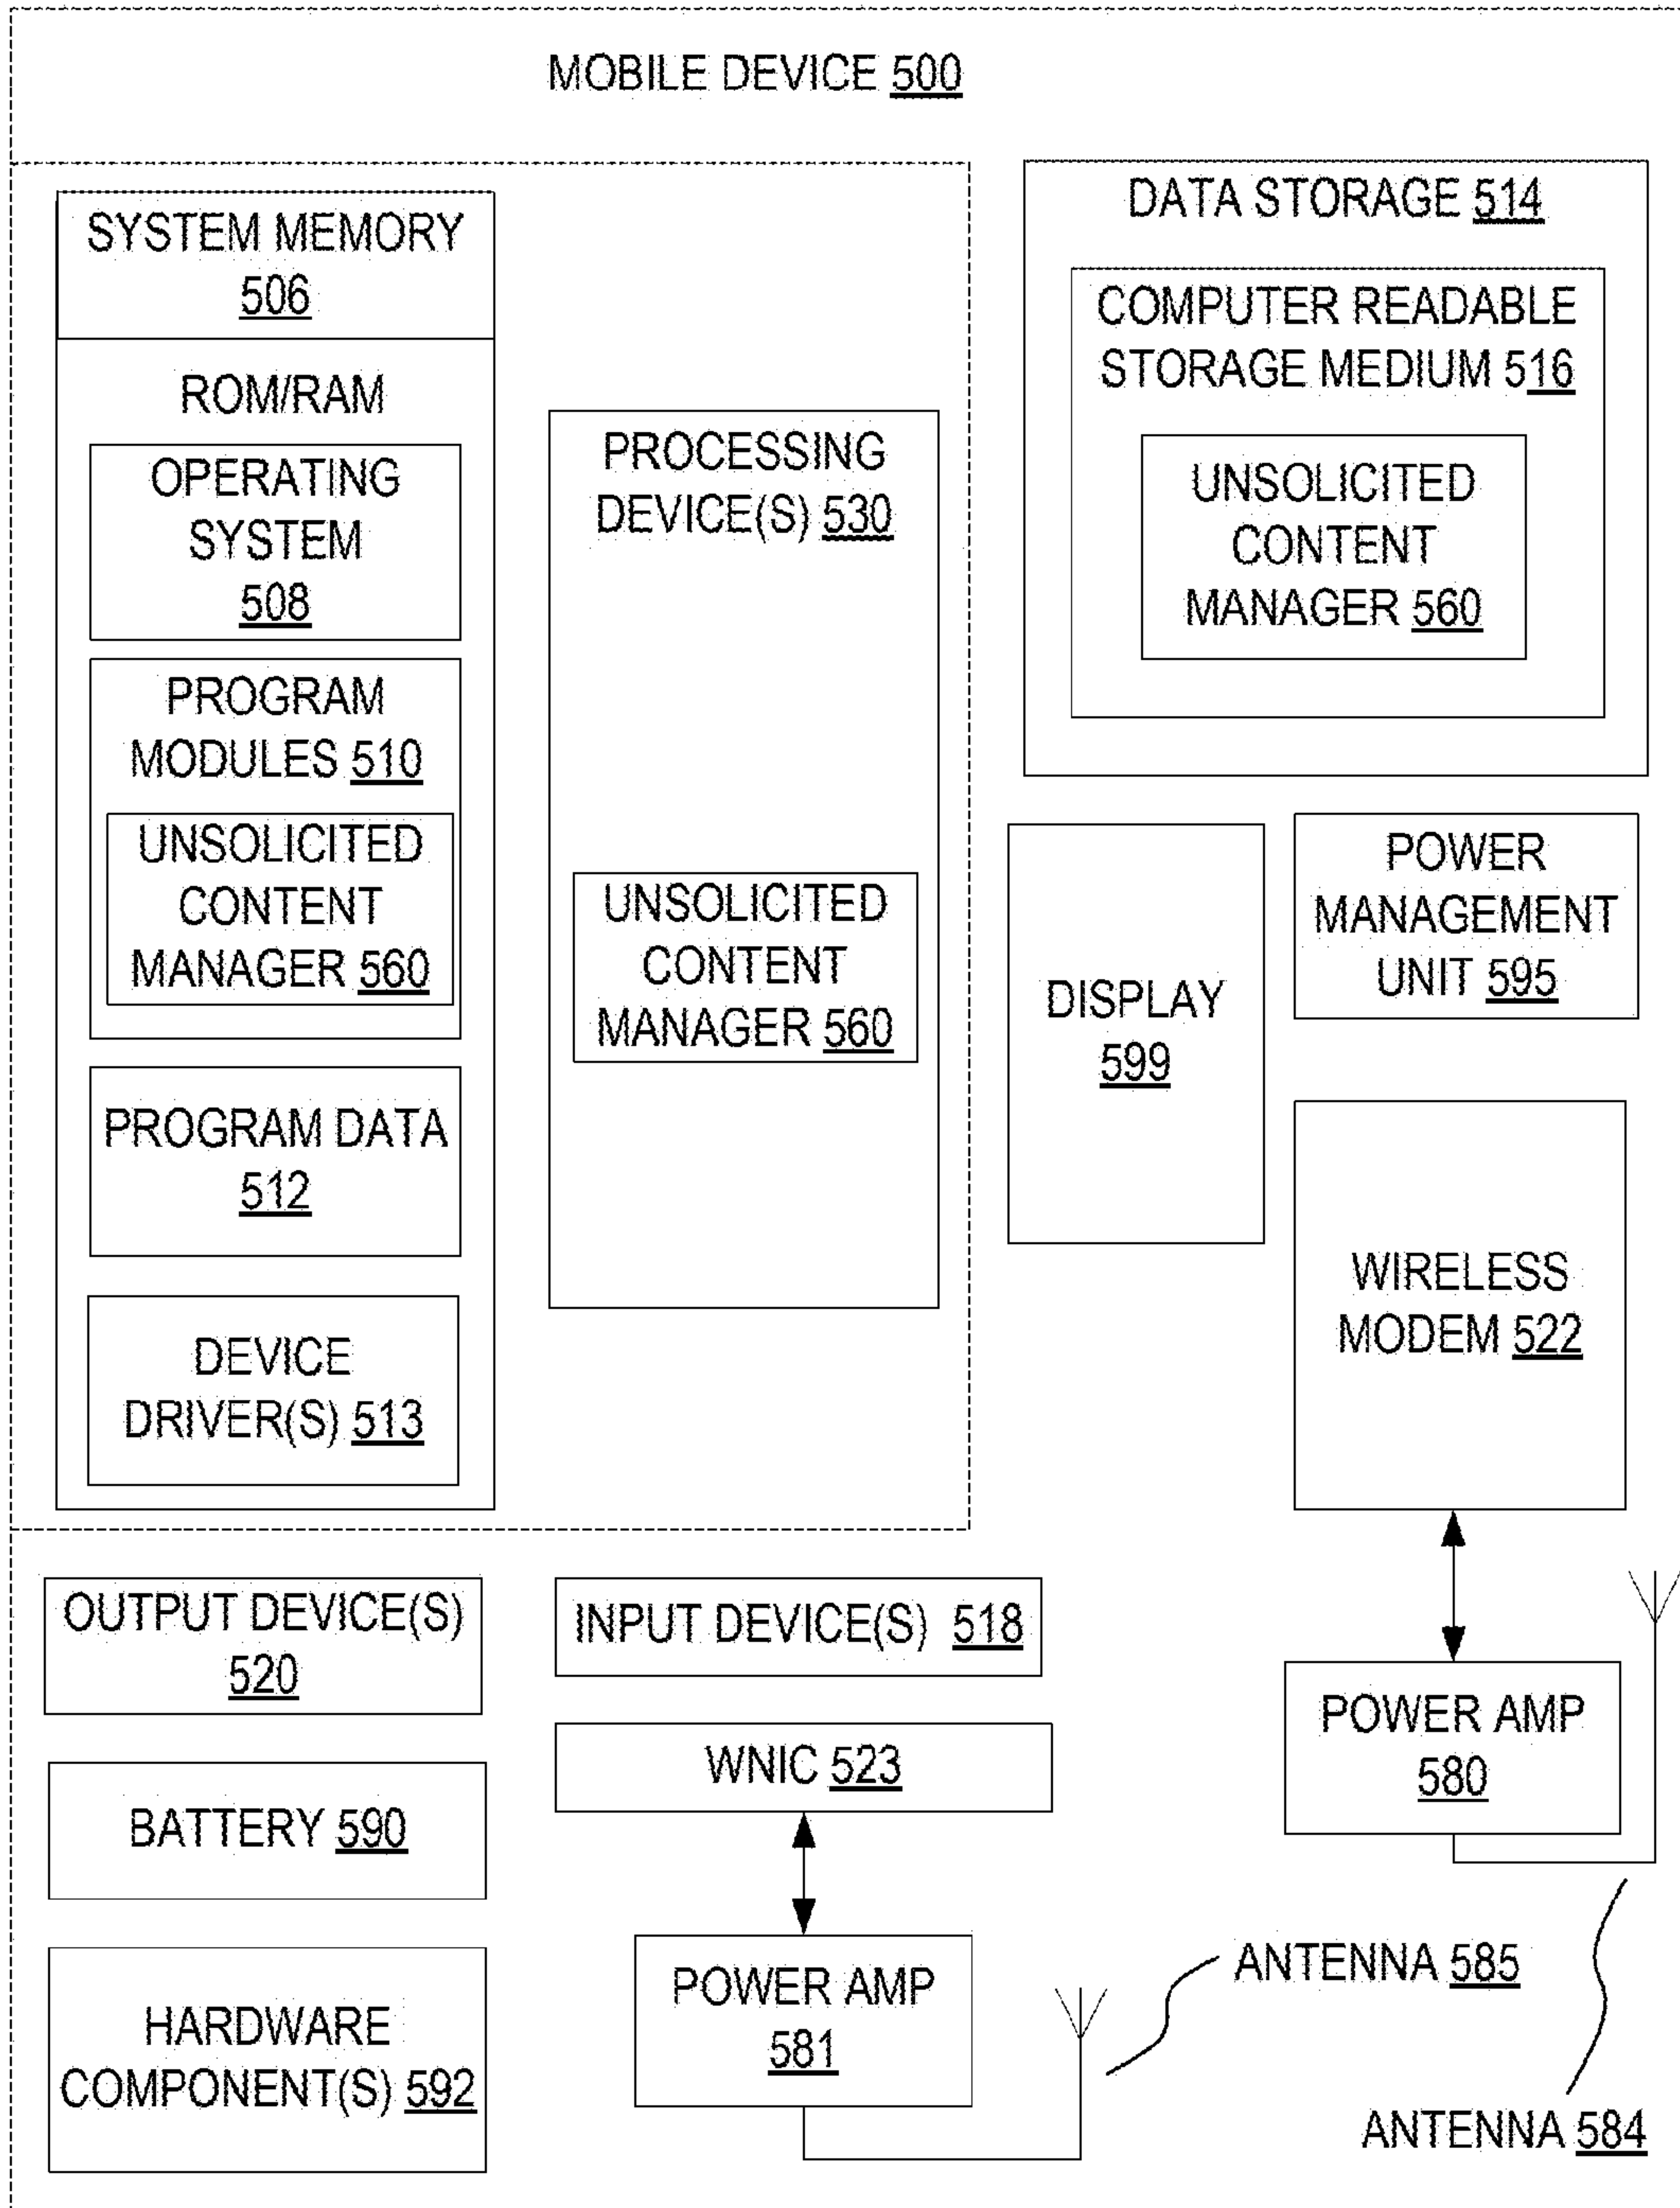 MOBILE DEVICE 500
SYSTEM MEMORY
506
ROM/RAM
OPERATING
SYSTEM
508
PROGRAM
MODULES 510
UNSOLICITED
CONTENT
MANAGER 560
PROGRAM DATA
512
DEVICE
DRIVER(S) 513
PROCESSING
DEVICE(S) 530
UNSOLICITED
CONTENT
MANAGER 560
DATA STORAGE 514
COMPUTER READABLE
STORAGE MEDIUM 516
UNSOLICITED
CONTENT
MANAGER 560
DISPLAY
599
POWER
MANAGEMENT
UNIT 595
WIRELESS
MODEM 522
OUTPUT DEVICE(S)
520
INPUT DEVICE(S) 518
POWER AMP
580
WNIC 523
BATTERY 590
POWER AMP
581
ANTENNA 585
HARDWARE
COMPONENT(S) 592
ANTENNA 584